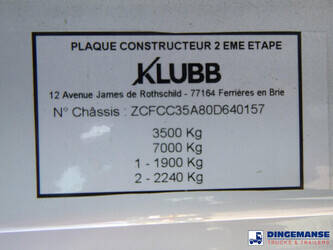 PLAQUE CONSTRUCTEUR 2 EME ETAPE
KLUBB
12 Avenue James de Rothschild - 77164 Ferrières en Brie
N° Châssis : ZCFCC35A80D640157
3500 Kg
7000 Kg
1 - 1900 Kg
2 - 2240 Kg
DINGEMANSE
TRUCKS & TRAILERS